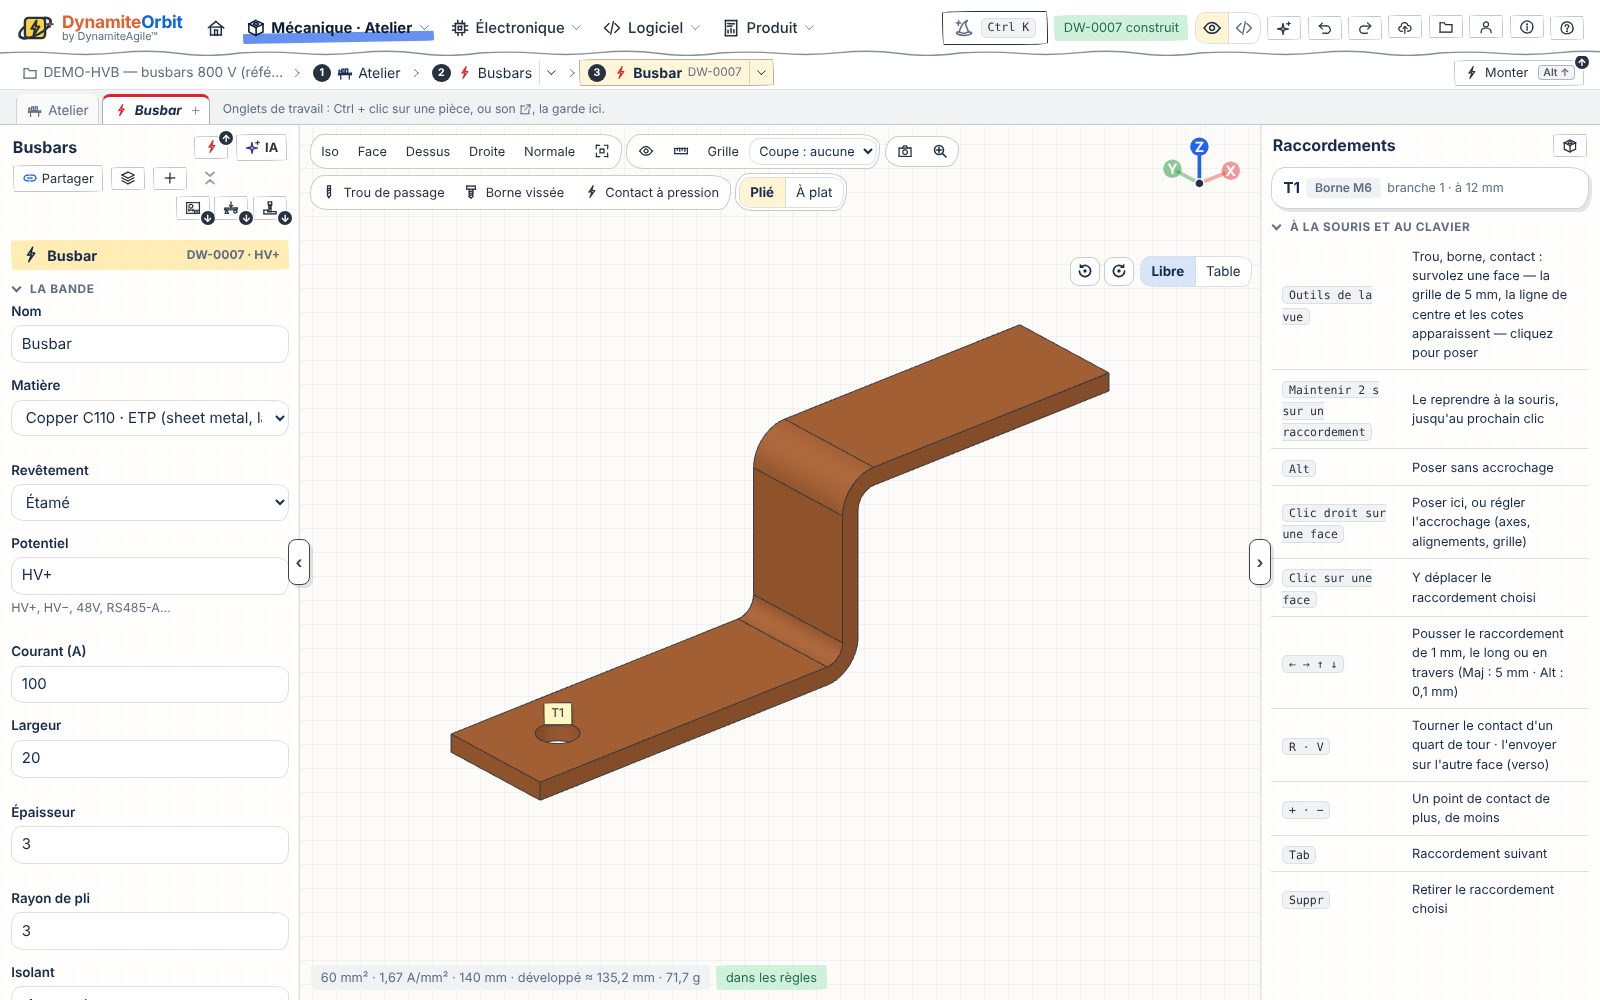 DynamiteOrbit
by DynamiteAgile™
Mécanique · Atelier
Électronique
Logiciel
Produit
Ctrl K
DW-0007 construit
DEMO-HVB — busbars 800 V (réfé...
1 Atelier
2 Busbars
3 Busbar DW-0007
Monter Alt ↑
Atelier
Busbar +
Onglets de travail : Ctrl + clic sur une pièce, ou son , la garde ici.
Busbars
IA
Partager
Busbar DW-0007 · HV+
LA BANDE
Nom
Busbar
Matière
Copper C110 · ETP (sheet metal, la
Revêtement
Étamé
Potentiel
HV+
HV+, HV−, 48V, RS485-A...
Courant (A)
100
Largeur
20
Épaisseur
3
Rayon de pli
3
Isolant
Iso
Face
Dessus
Droite
Normale
Grille
Coupe : aucune
Trou de passage
Borne vissée
Contact à pression
Plié
À plat
Z
Y
X
Libre
Table
T1
60 mm² · 1,67 A/mm² · 140 mm · développé ≈ 135,2 mm · 71,7 g
dans les règles
Raccordements
T1 Borne M6 branche 1 · à 12 mm
À LA SOURIS ET AU CLAVIER
Outils de la
vue
Trou, borne, contact :
survolez une face — la
grille de 5 mm, la ligne de
centre et les cotes
apparaissent — cliquez
pour poser
Maintenir 2 s
sur un
raccordement
Le reprendre à la souris,
jusqu'au prochain clic
Alt
Poser sans accrochage
Clic droit sur
une face
Poser ici, ou régler
l'accrochage (axes,
alignements, grille)
Clic sur une
face
Y déplacer le
raccordement choisi
← → ↑ ↓
Pousser le raccordement
de 1 mm, le long ou en
travers (Maj : 5 mm · Alt :
0,1 mm)
R · V
Tourner le contact d'un
quart de tour · l'envoyer
sur l'autre face (verso)
+ · −
Un point de contact de
plus, de moins
Tab
Raccordement suivant
Suppr
Retirer le raccordement
choisi